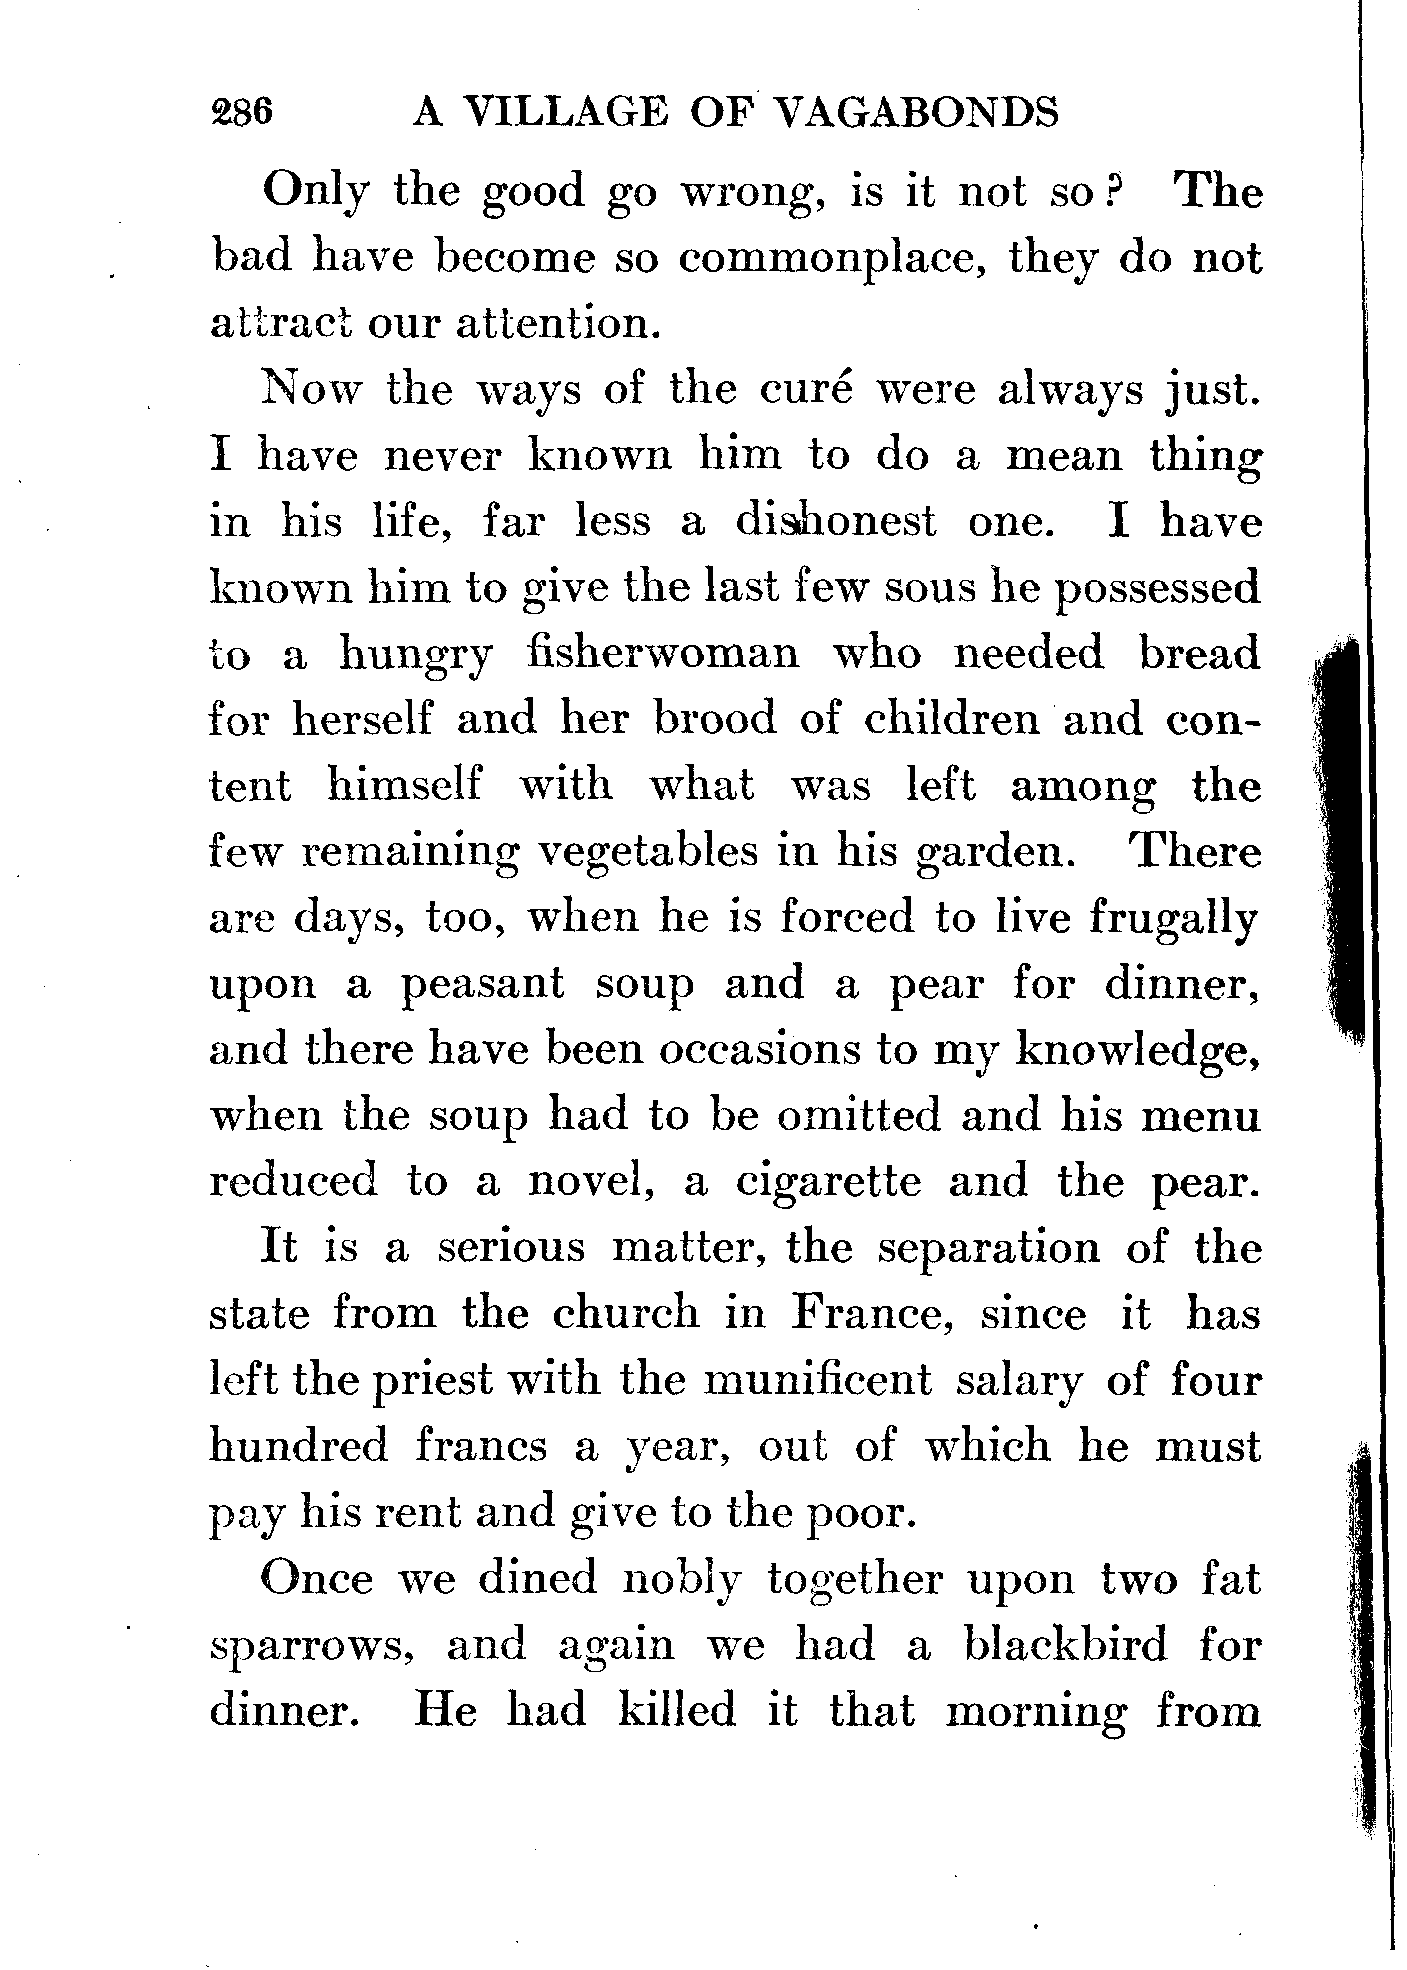 286 A VILLAGE OF VAGABONDS
Only the good go wrong, is it not so? The
bad have become so commonplace, they do not
attract our attention.
Now the ways of the curé were always just.
I have never known him to do a mean thing
in his life, far less a dishonest one. I have
known him to give the last few sous he possessed
to a hungry fisherwoman who needed bread
for herself and her brood of children and con-
tent himself with what was left among the
few remaining vegetables in his garden. There
are days, too, when he is forced to live frugally
upon a peasant soup and a pear for dinner,
and there have been occasions to my knowledge,
when the soup had to be omitted and his menu
reduced to a novel, a cigarette and the pear.
It is a serious matter, the separation of the
state from the church in France, since it has
left the priest with the munificent salary of four
hundred francs a year, out of which he must
pay his rent and give to the poor.
Once we dined nobly together upon two fat
sparrows, and again we had a blackbird for
dinner. He had killed it that morning from